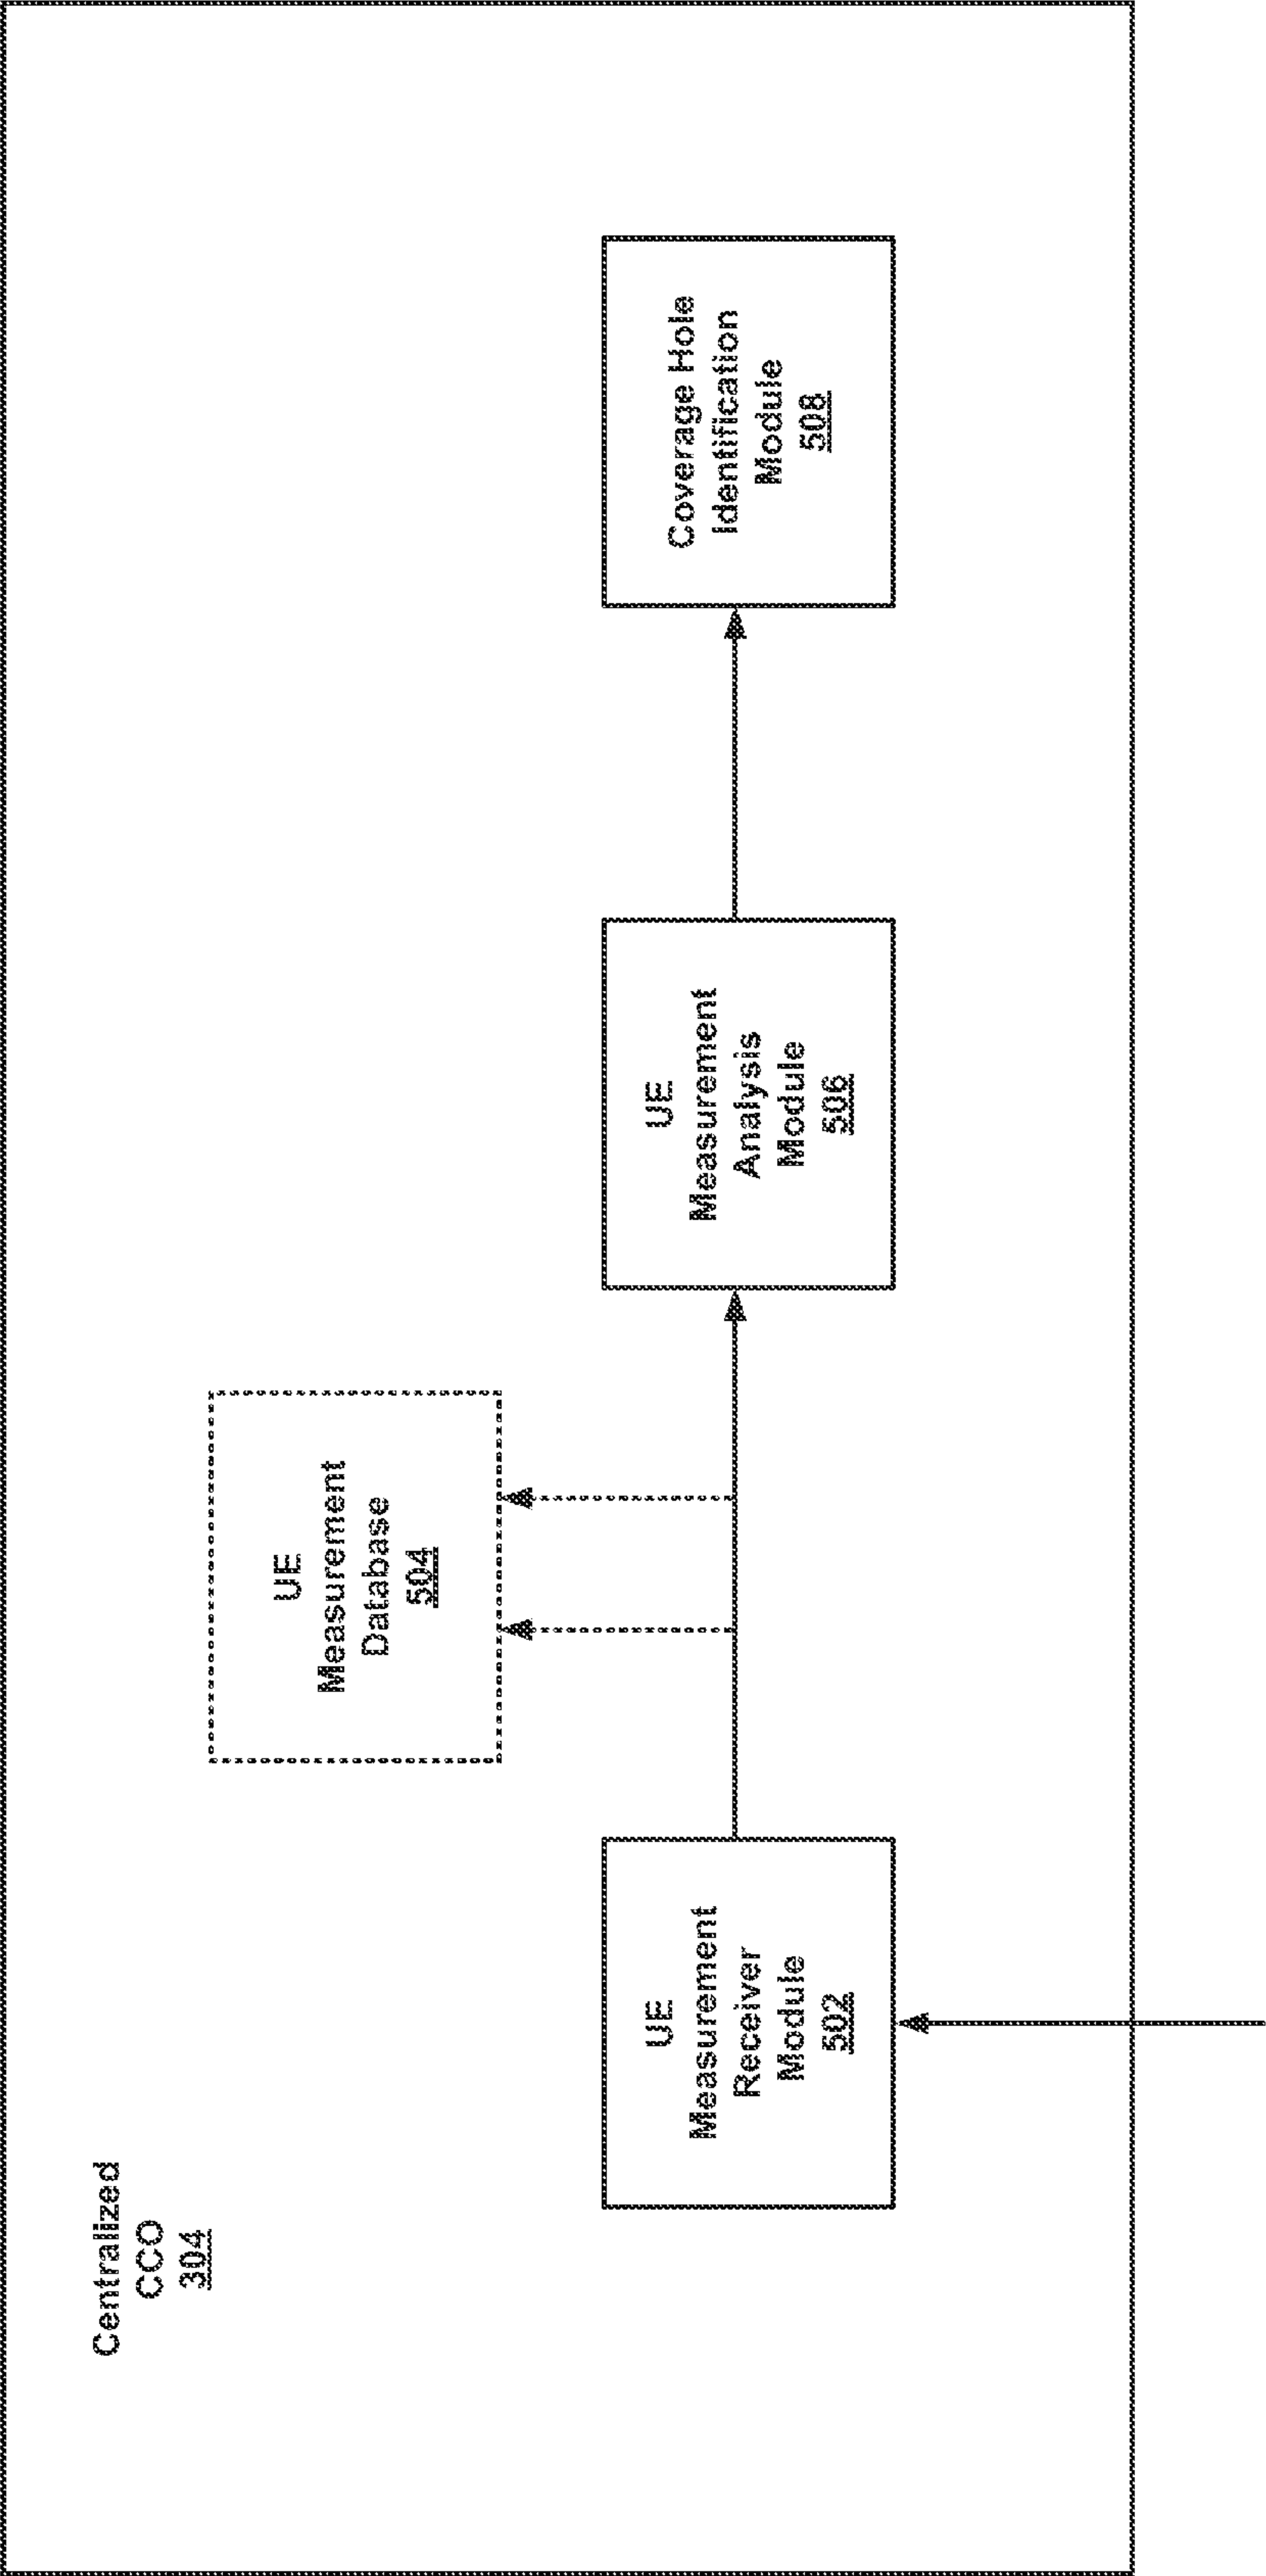 Centralized
CCO
304
UE
Measurement
Database
504
UE
Measurement
Receiver
Module
502
UE
Measurement
Analysis
Module
506
Coverage Hole
Identification
Module
508